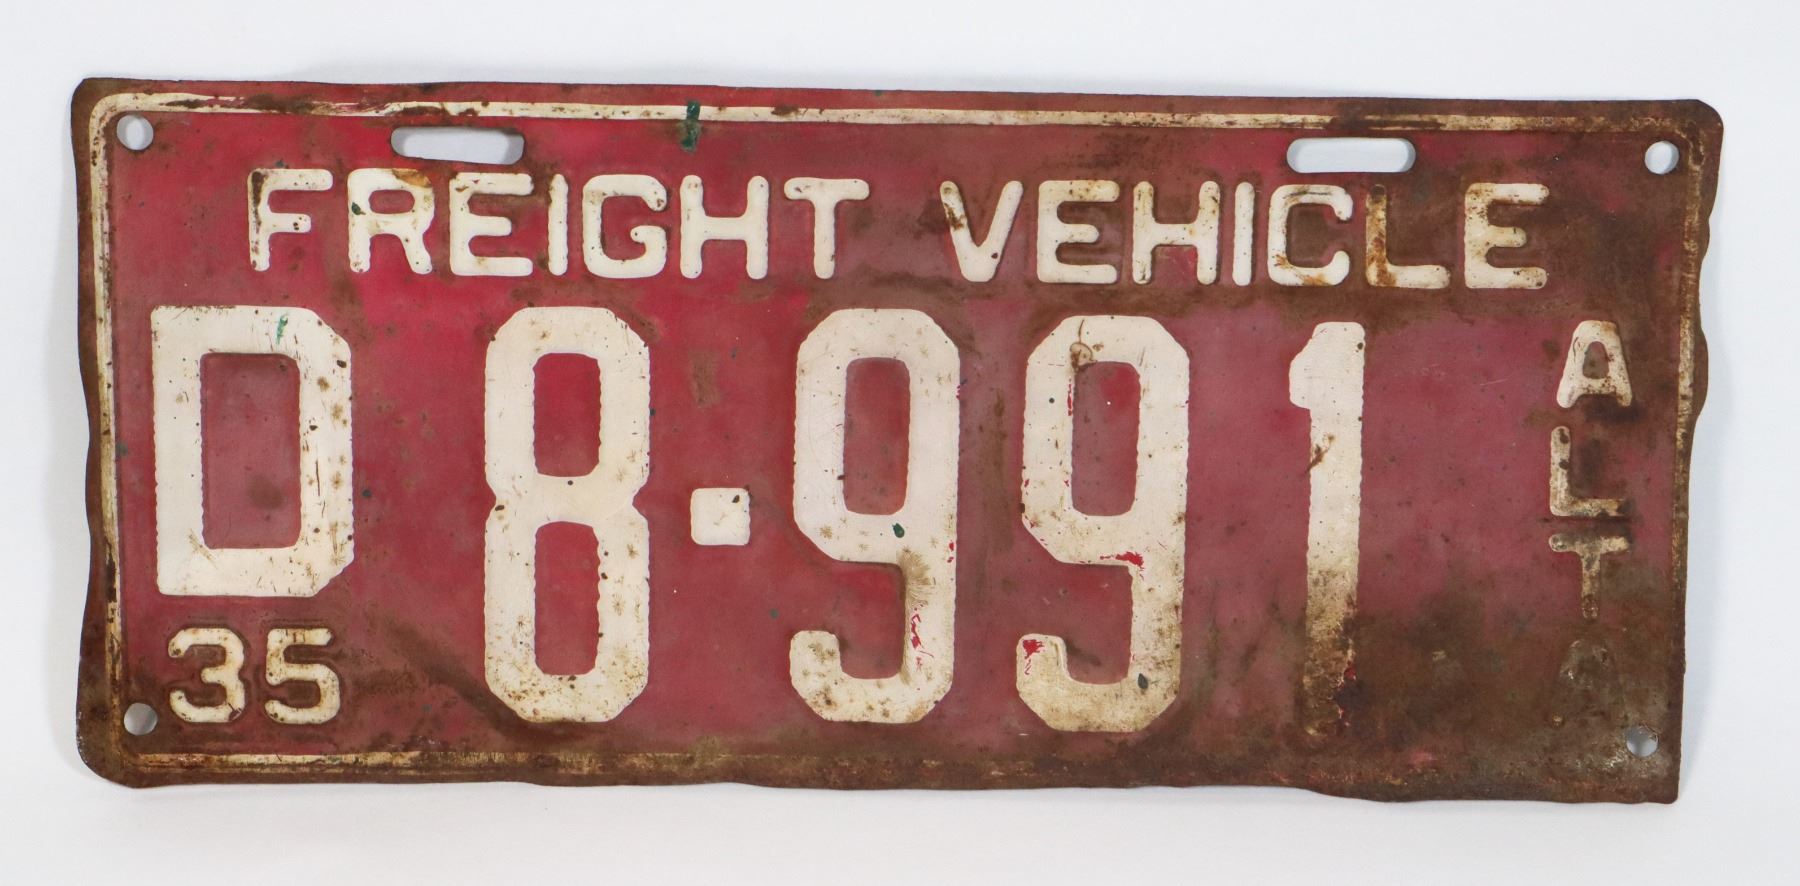 FREIGHT VEHICLE
D 8-991
35
ALTA